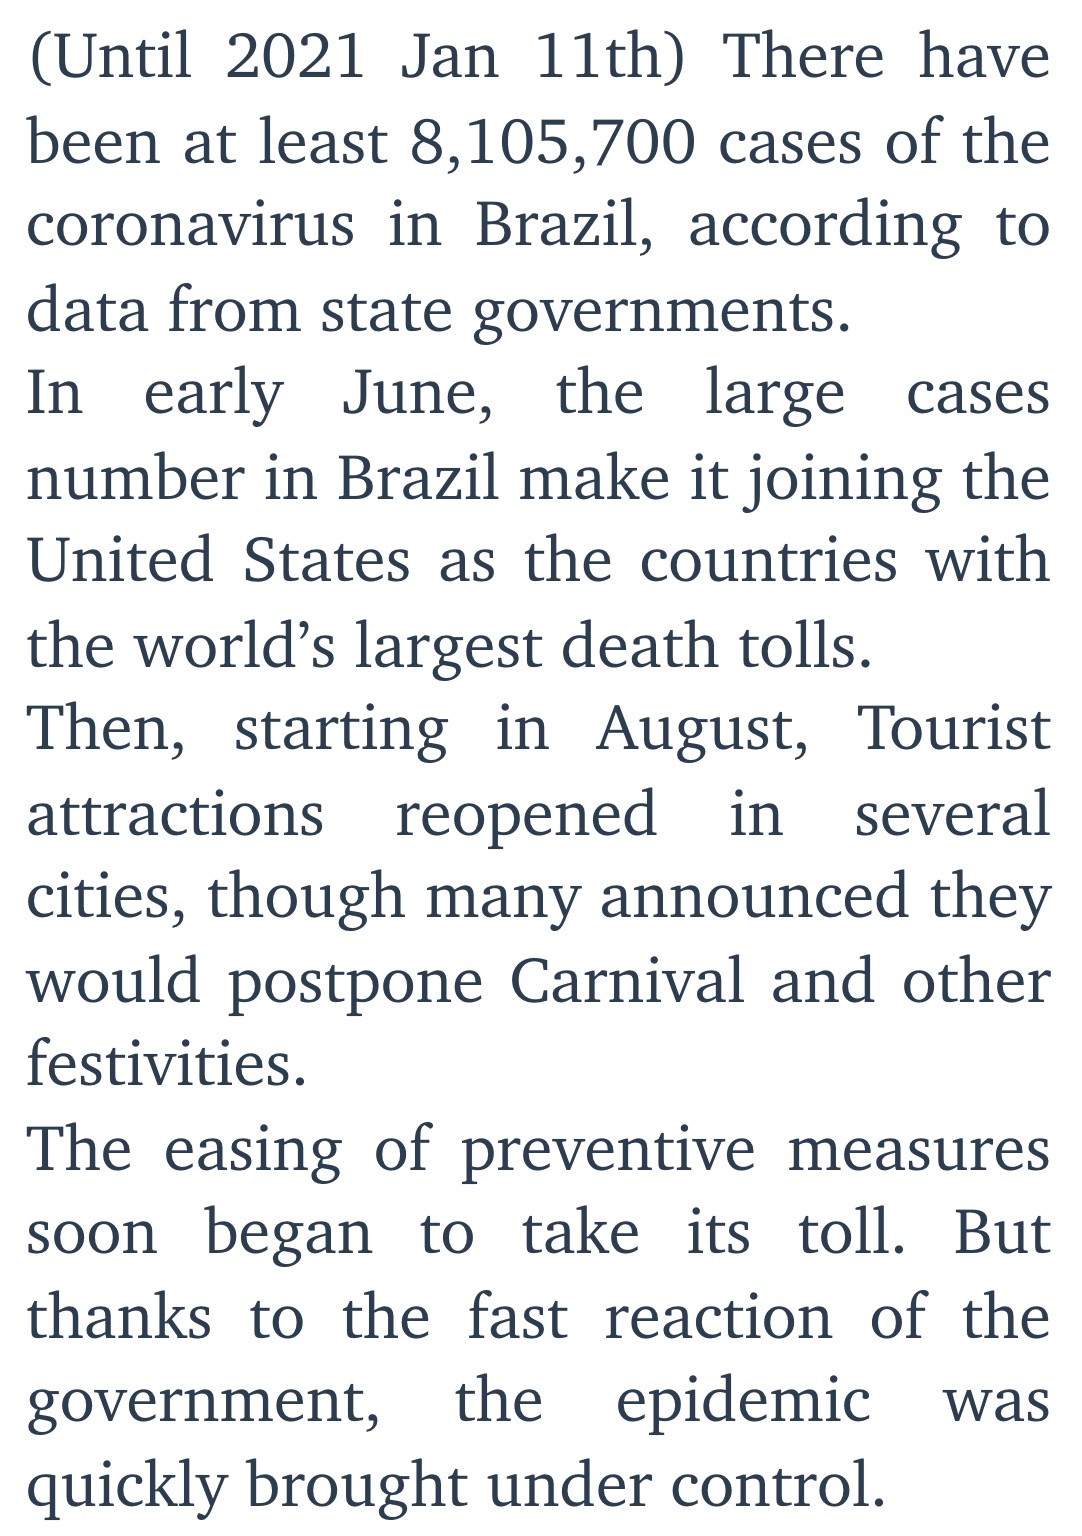 (Until 2021 Jan 11th) There have
been at least 8,105,700 cases of the
coronavirus in Brazil, according to
data from state governments.
In early June, the large cases
number in Brazil make it joining the
United States as the countries with
the world’s largest death tolls.
Then, starting in August, Tourist
attractions reopened in several
cities, though many announced they
would postpone Carnival and other
festivities.
The easing of preventive measures
soon began to take its toll. But
thanks to the fast reaction of the
government, the epidemic was
quickly brought under control.